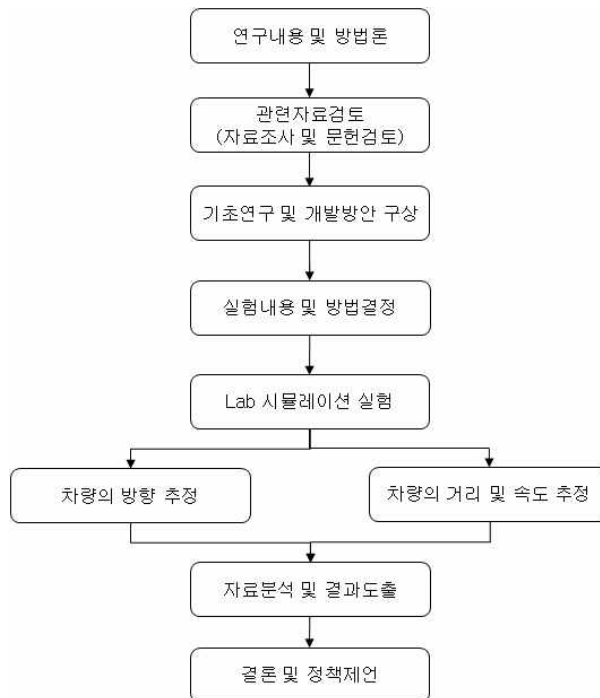 연구내용 및 방법론
관련자료검토
(자료조사 및 문헌검토)
기초연구 및 개발방안 구상
실험내용 및 방법결정
Lab 시뮬레이션 실험
차량의 방향 추정
차량의 거리 및 속도 추정
자료분석 및 결과도출
결론 및 정책제언